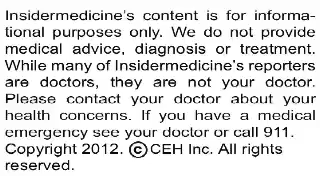 Insidermedicine's content is for informa-
tional purposes only. We do not provide
medical advice, diagnosis or treatment.
While many of Insidermedicine's reporters
are doctors, they are not your doctor.
Please contact your doctor about your
health concerns. If you have a medical
emergency see your doctor or call 911.
Copyright 2012. ©CEH Inc. All rights
reserved.